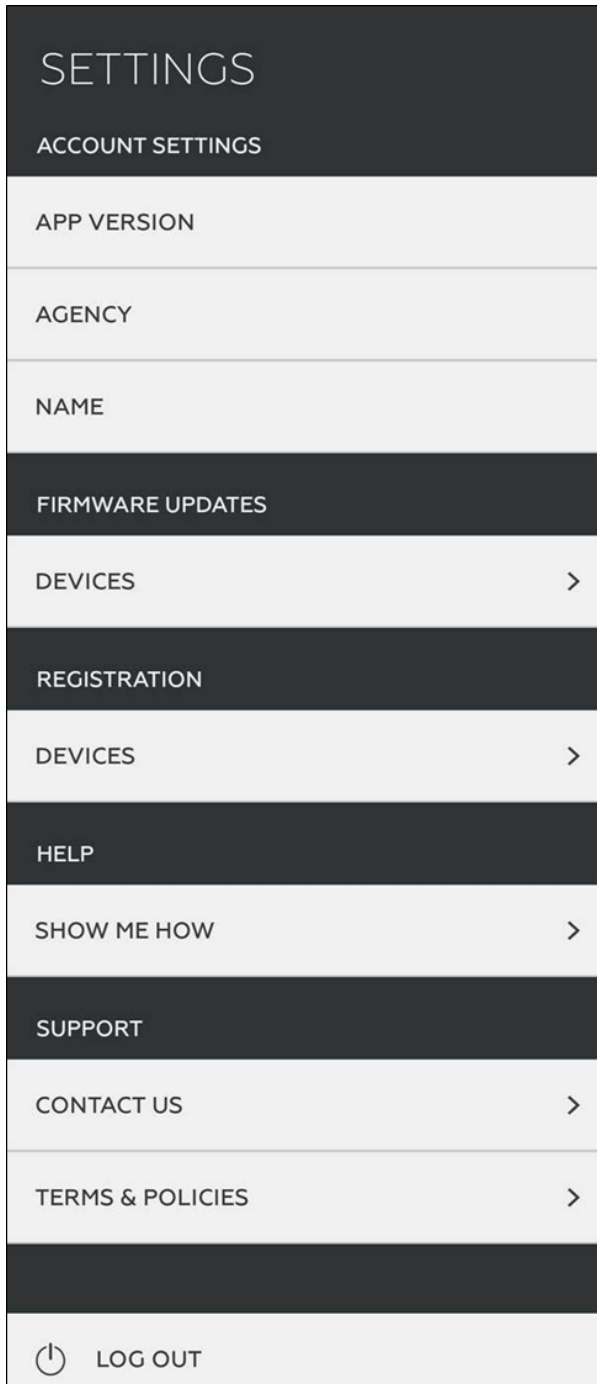 SETTINGS
ACCOUNT SETTINGS
APP VERSION
AGENCY
NAME
FIRMWARE UPDATES
DEVICES
REGISTRATION
DEVICES
HELP
SHOW ME HOW
SUPPORT
CONTACT US
TERMS & POLICIES
LOG OUT